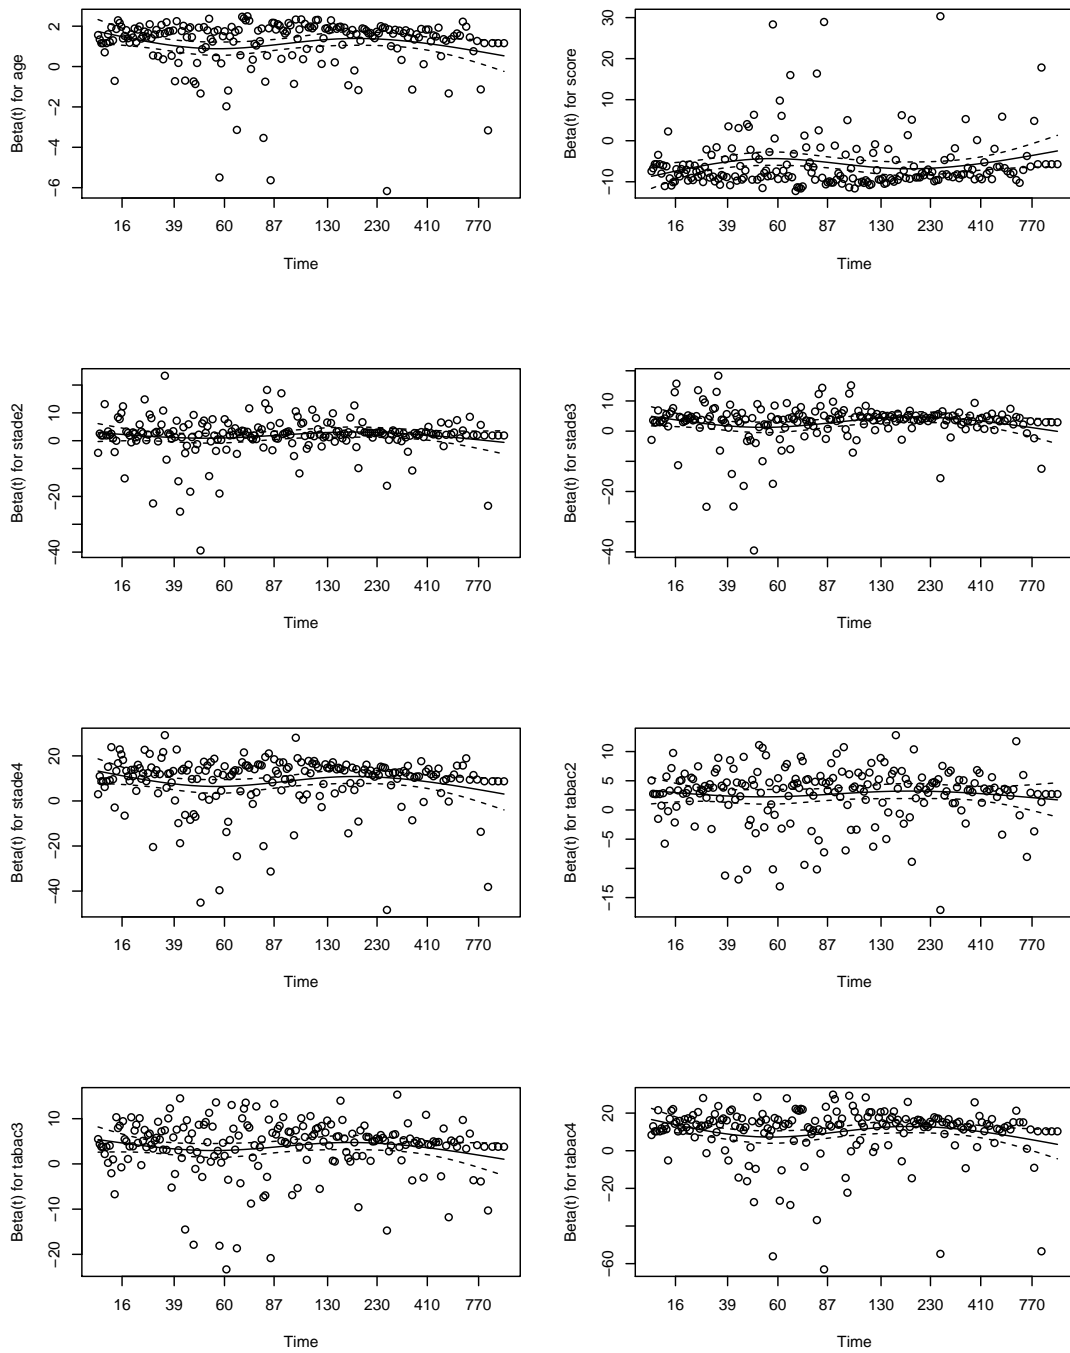 Beta(t) for age
2
0
−2
−4
−6
16 39 60 87 130 230 410 770
Time
Beta(t) for score
30
20
10
0
−10
16 39 60 87 130 230 410 770
Time
Beta(t) for stade2
10
0
−20
−40
16 39 60 87 130 230 410 770
Time
Beta(t) for stade3
10
0
−20
−40
16 39 60 87 130 230 410 770
Time
Beta(t) for stade4
20
0
−20
−40
16 39 60 87 130 230 410 770
Time
Beta(t) for tabac2
10
5
0
−5
−15
16 39 60 87 130 230 410 770
Time
Beta(t) for tabac3
10
0
−10
−20
16 39 60 87 130 230 410 770
Time
Beta(t) for tabac4
20
0
−20
−60
16 39 60 87 130 230 410 770
Time